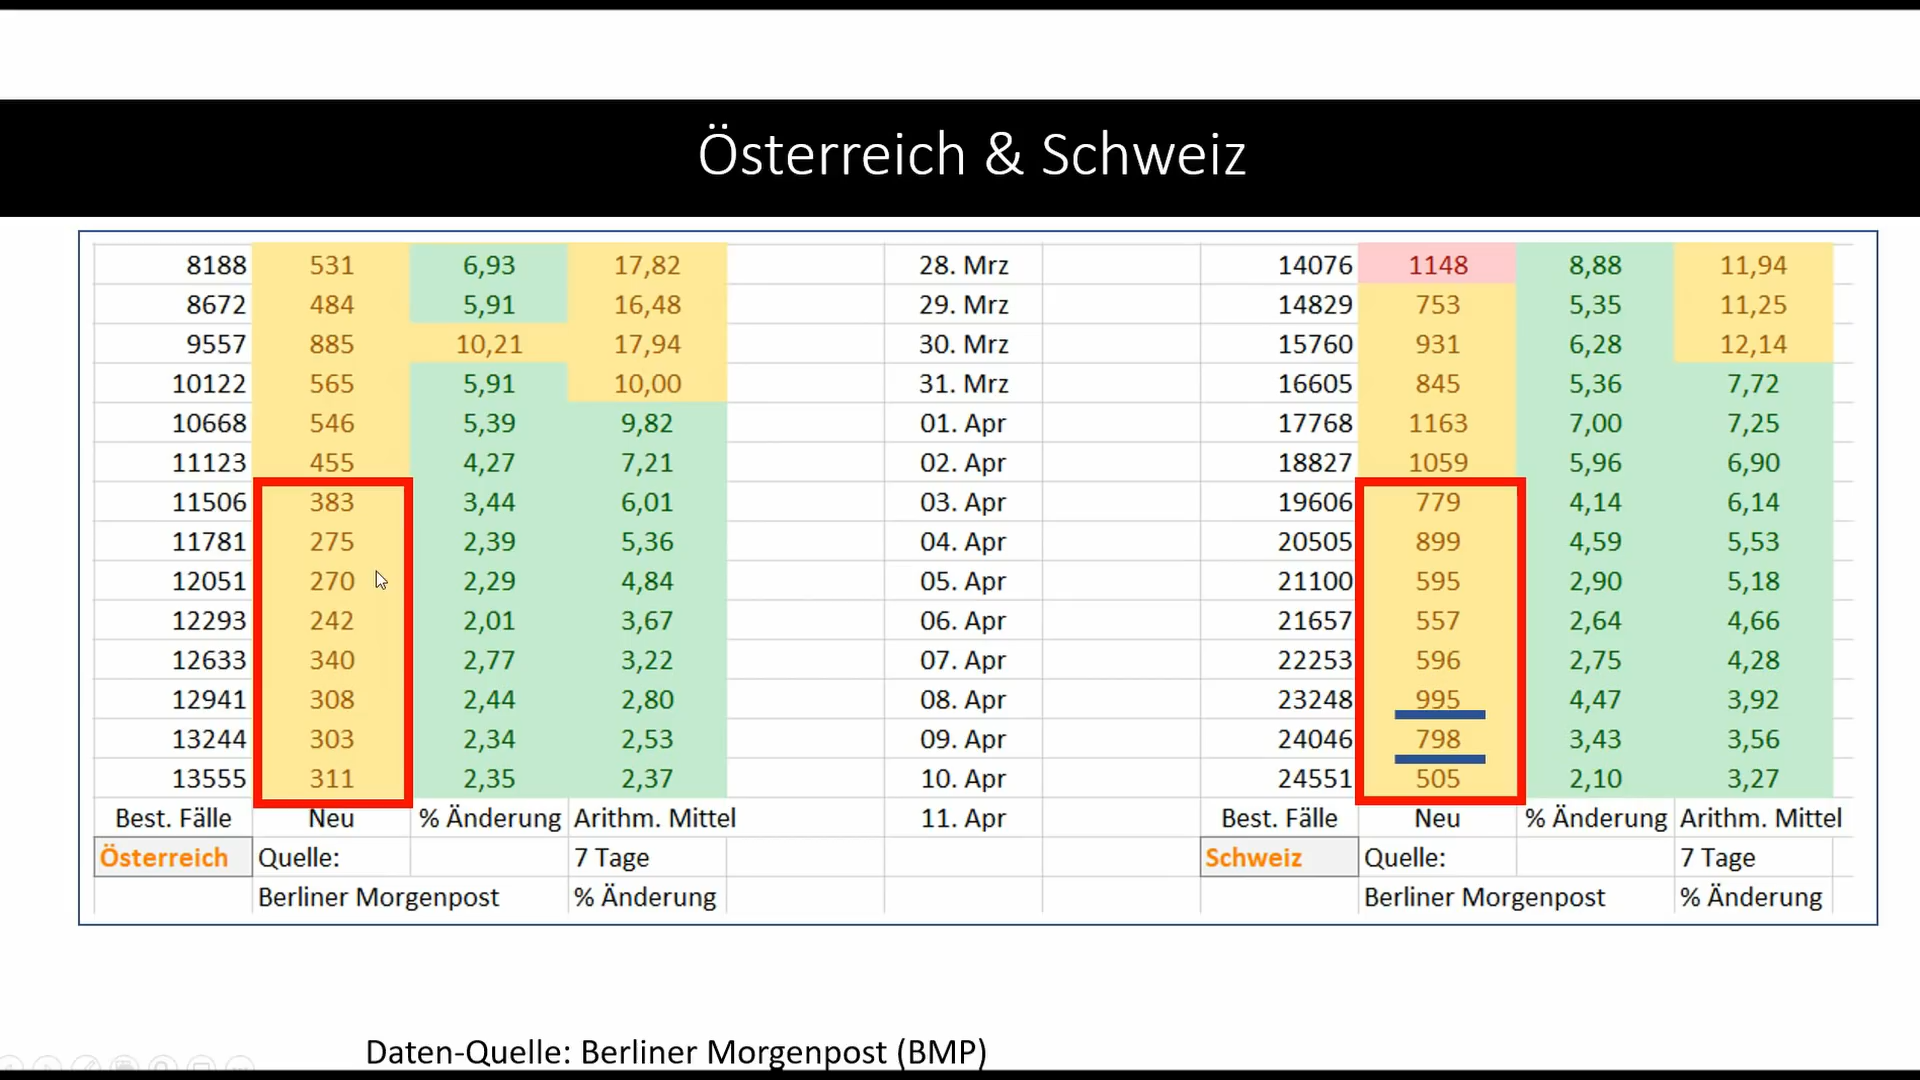 Österreich & Schweiz
8188 531 6,93 17,82 28. Mrz 14076 1148 8,88 11,94
8672 484 5,91 16,48 29. Mrz 14829 753 5,35 11,25
9557 885 10,21 17,94 30. Mrz 15760 931 6,28 12,14
10122 565 5,91 10,00 31. Mrz 16605 845 5,36 7,72
10668 546 5,39 9,82 01. Apr 17768 1163 7,00 7,25
11123 455 4,27 7,21 02. Apr 18827 1059 5,96 6,90
11506 383 3,44 6,01 03. Apr 19606 779 4,14 6,14
11781 275 2,39 5,36 04. Apr 20505 899 4,59 5,53
12051 270 2,29 4,84 05. Apr 21100 595 2,90 5,18
12293 242 2,01 3,67 06. Apr 21657 557 2,64 4,66
12633 340 2,77 3,22 07. Apr 22253 596 2,75 4,28
12941 308 2,44 2,80 08. Apr 23248 995 4,47 3,92
13244 303 2,34 2,53 09. Apr 24046 798 3,43 3,56
13555 311 2,35 2,37 10. Apr 24551 505 2,10 3,27
Best. Fälle Neu % Änderung Arithm. Mittel 11. Apr Best. Fälle Neu % Änderung Arithm. Mittel
Österreich Quelle: 7 Tage Schweiz Quelle: 7 Tage
Berliner Morgenpost % Änderung Berliner Morgenpost % Änderung
Daten-Quelle: Berliner Morgenpost (BMP)